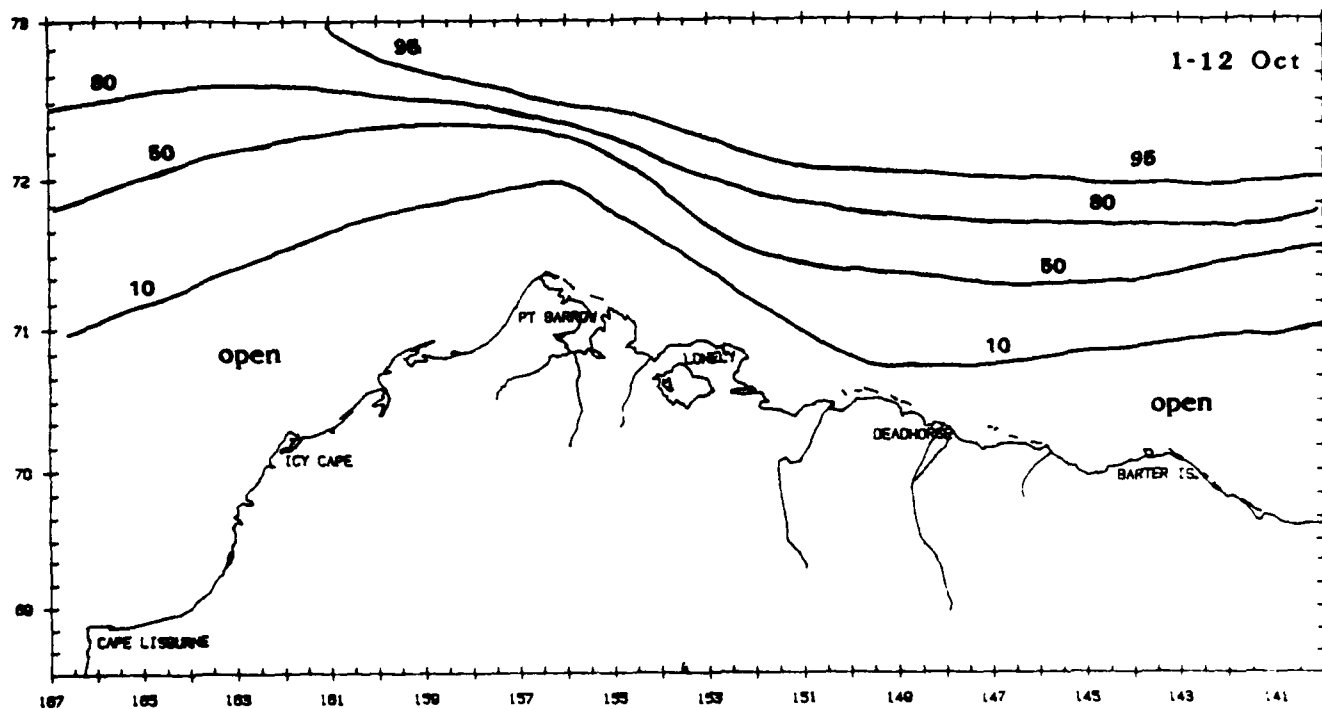 73
95
1-12 Oct
80
50
95
72
80
50
10
71
PT BARROW
open
LONELY
10
open
DEADHORSE
ICY CAPE
70
BARTER IS.
69
CAPE LISBURNE
167 165 163 161 159 157 155 153 151 149 147 145 143 141